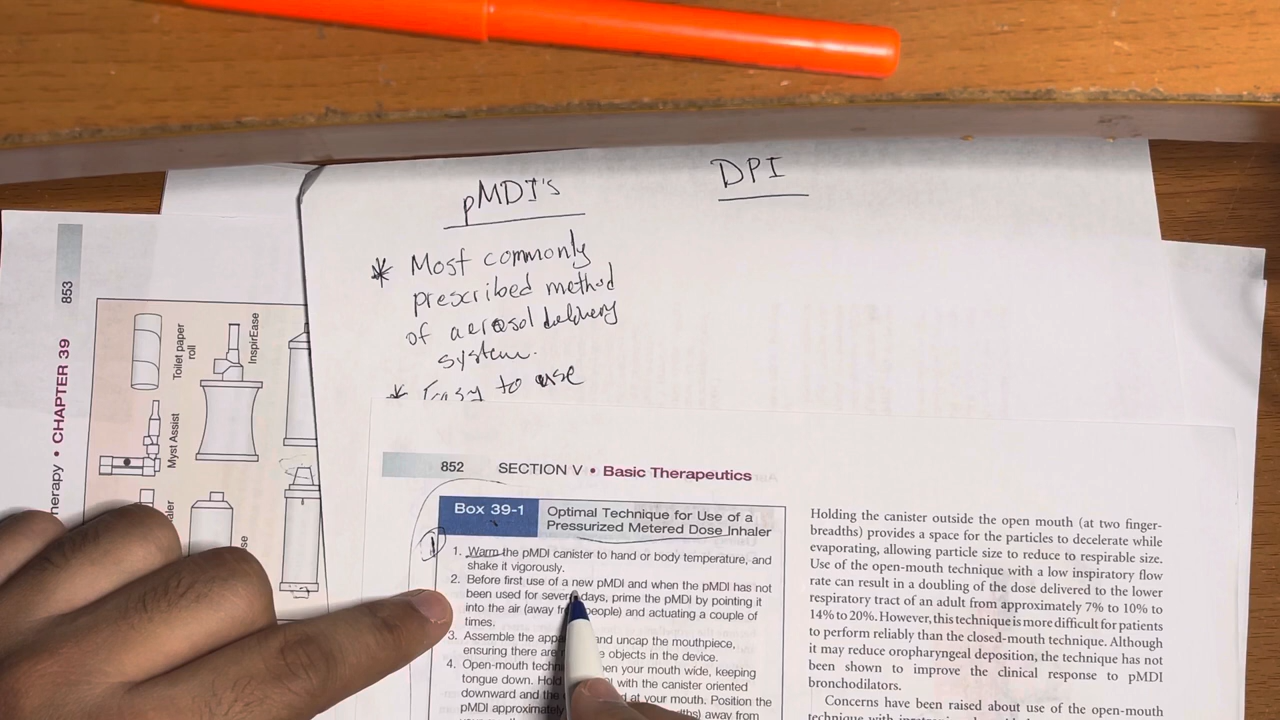 pMDI's
* Most commonly
prescribed method
of aerosol delivery
system.
* Easy to use
DPI
853
herapy • CHAPTER 39
Toilet paper
roll
InspirEase
Myst Assist
852 SECTION V • Basic Therapeutics
Box 39-1
Optimal Technique for Use of a
Pressurized Metered Dose Inhaler
1. Warm the pMDI canister to hand or body temperature, and
shake it vigorously.
2. Before first use of a new pMDI and when the pMDI has not
been used for several days, prime the pMDI by pointing it
into the air (away people) and actuating a couple of
times.
3. Assemble the and uncap the mouthpiece,
ensuring there are objects in the device.
4. Open-mouth your mouth wide, keeping
tongue down. Hold with the canister oriented
downward and the at your mouth. Position the
pMDI approximately away from
Holding the canister outside the open mouth (at two finger-
breadths) provides a space for the particles to decelerate while
evaporating, allowing particle size to reduce to respirable size.
Use of the open-mouth technique with a low inspiratory flow
rate can result in a doubling of the dose delivered to the lower
respiratory tract of an adult from approximately 7% to 10% to
14% to 20%. However, this technique is more difficult for patients
to perform reliably than the closed-mouth technique. Although
it may reduce oropharyngeal deposition, the technique has not
been shown to improve the clinical response to pMDI
bronchodilators.
Concerns have been raised about use of the open-mouth
technique with